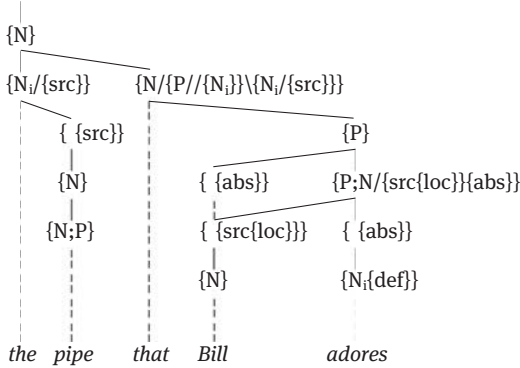 {N}
{Nᵢ/{src}} {N/{P//{Nᵢ}}\{Nᵢ/{src}}}
{ {src}} {P}
{N} { {abs}} {P;N/{src{loc}}{abs}}
{N;P} { {src{loc}}} { {abs}}
{N} {Nᵢ{def}}
the pipe that Bill adores